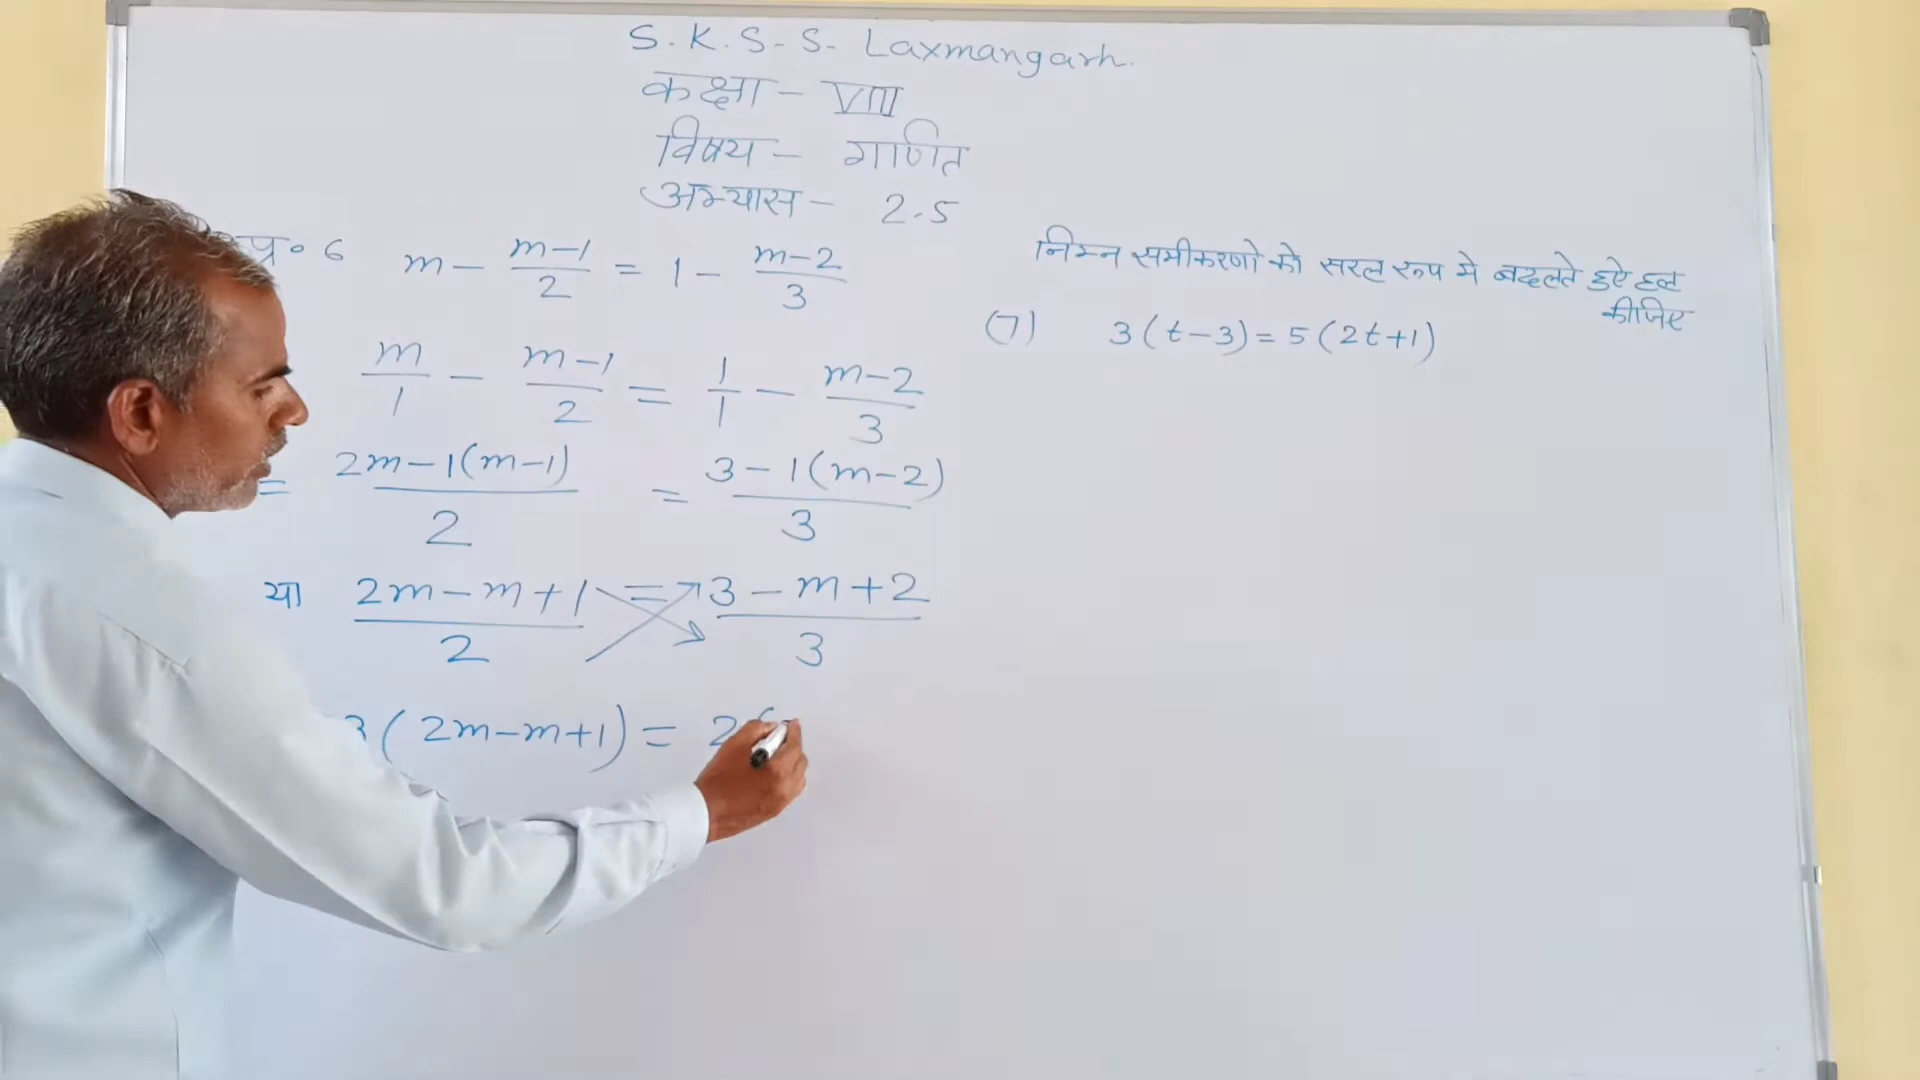 S.K.S.S. Laxmangarh.
कक्षा - VIII
विषय - गणित
अभ्यास - 2.5
प्र० 6 m - (m-1)/2 = 1 - (m-2)/3
m/1 - (m-1)/2 = 1/1 - (m-2)/3
= (2m-1(m-1))/2 = (3-1(m-2))/3
या (2m-m+1)/2 = (3-m+2)/3
3(2m-m+1) = 2(
निम्न समीकरणो को सरल रूप मे बदलते हुऐ हल
कीजिए
(7) 3(t-3) = 5(2t+1)